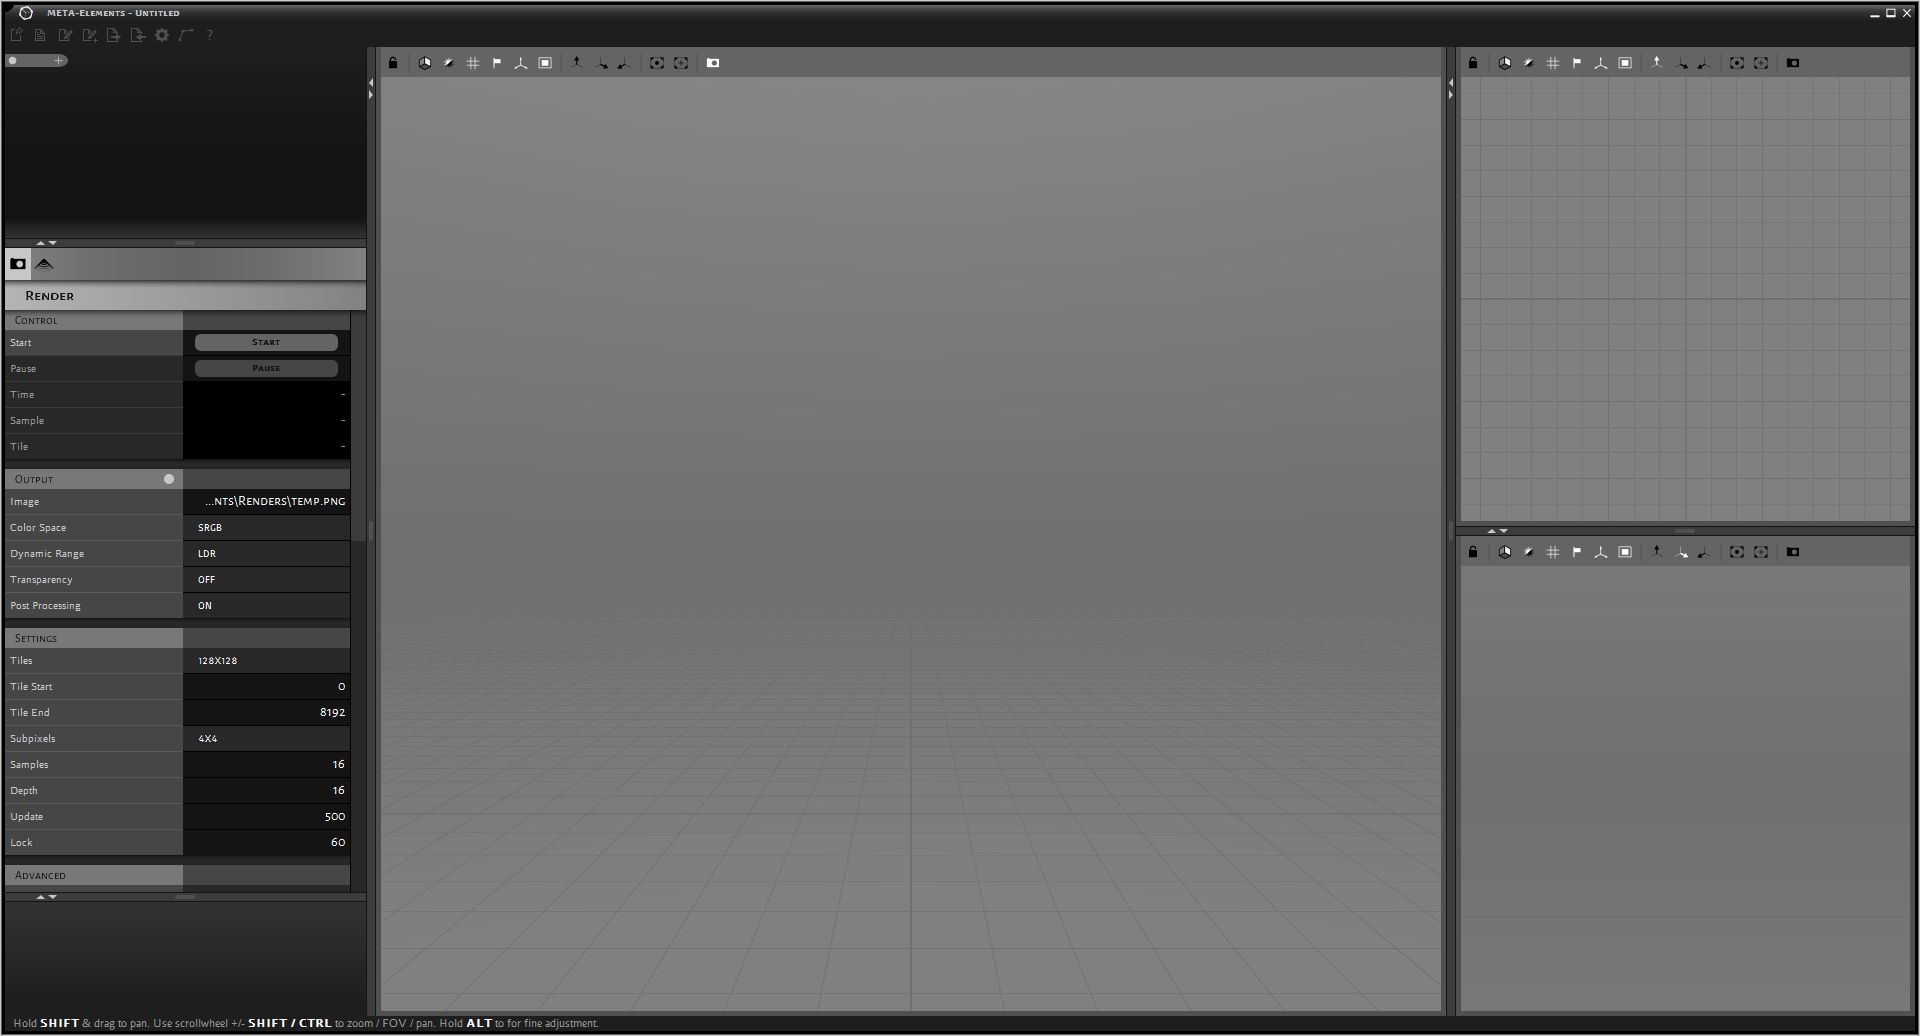 META-Elements - Untitled
?
Render
Control
Start Start
Pause Pause
Time -
Sample -
Tile -
Output
Image ...nts\Renders\temp.png
Color Space sRGB
Dynamic Range LDR
Transparency OFF
Post Processing ON
Settings
Tiles 128x128
Tile Start 0
Tile End 8192
Subpixels 4x4
Samples 16
Depth 16
Update 500
Lock 60
Advanced
Hold SHIFT & drag to pan. Use scrollwheel +/- SHIFT / CTRL to zoom / FOV / pan. Hold ALT to for fine adjustment.